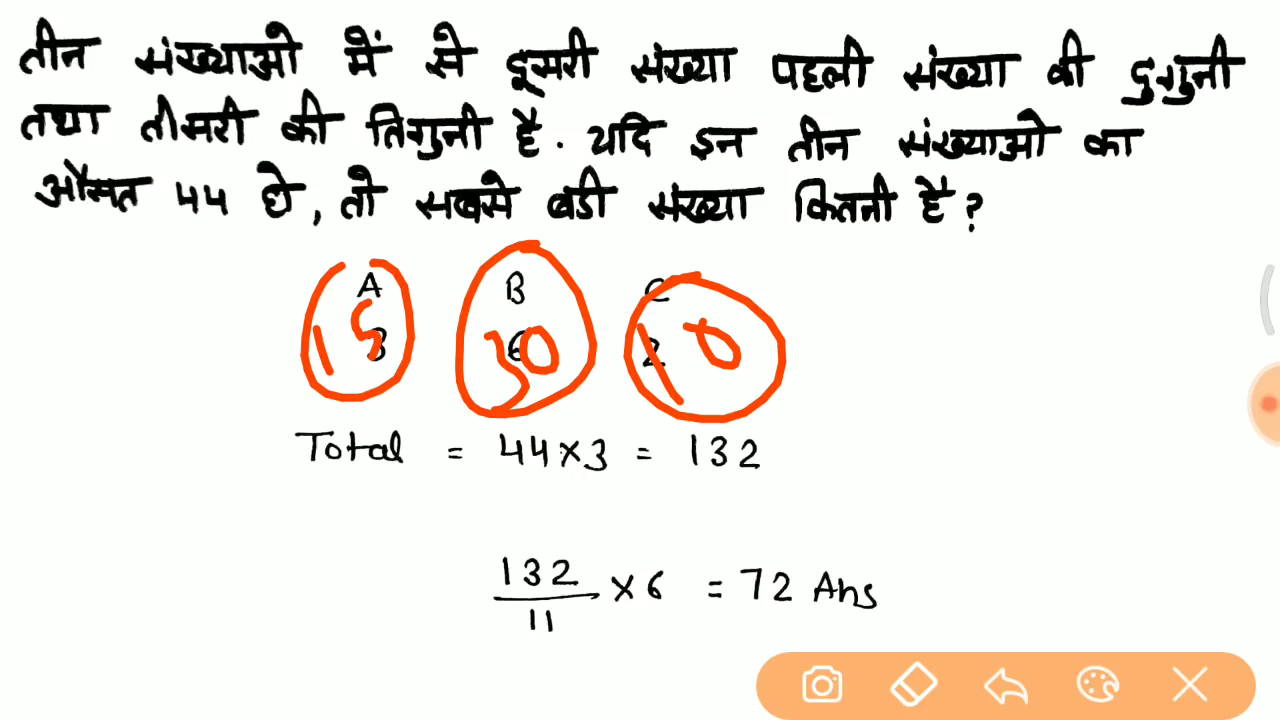 तीन संख्याओ में से दूसरी संख्या पहली संख्या की दुगुनी
तथा तीसरी की तिगुनी है. यदि इन तीन संख्याओ का
औसत 44 हो, तो सबसे बडी संख्या कितनी है?
A B C
3 6 2
15 30 10
Total = 44×3 = 132
132
11
×6 = 72 Ans